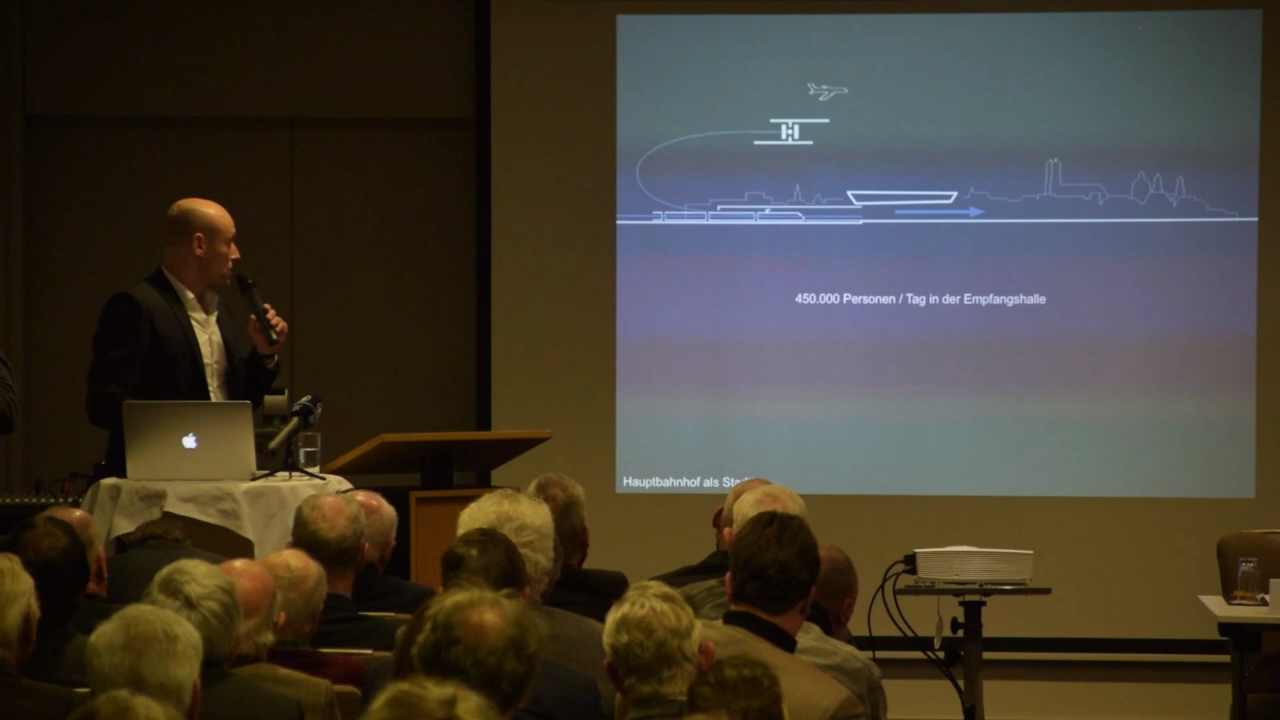 450.000 Personen / Tag in der Empfangshalle
Hauptbahnhof als